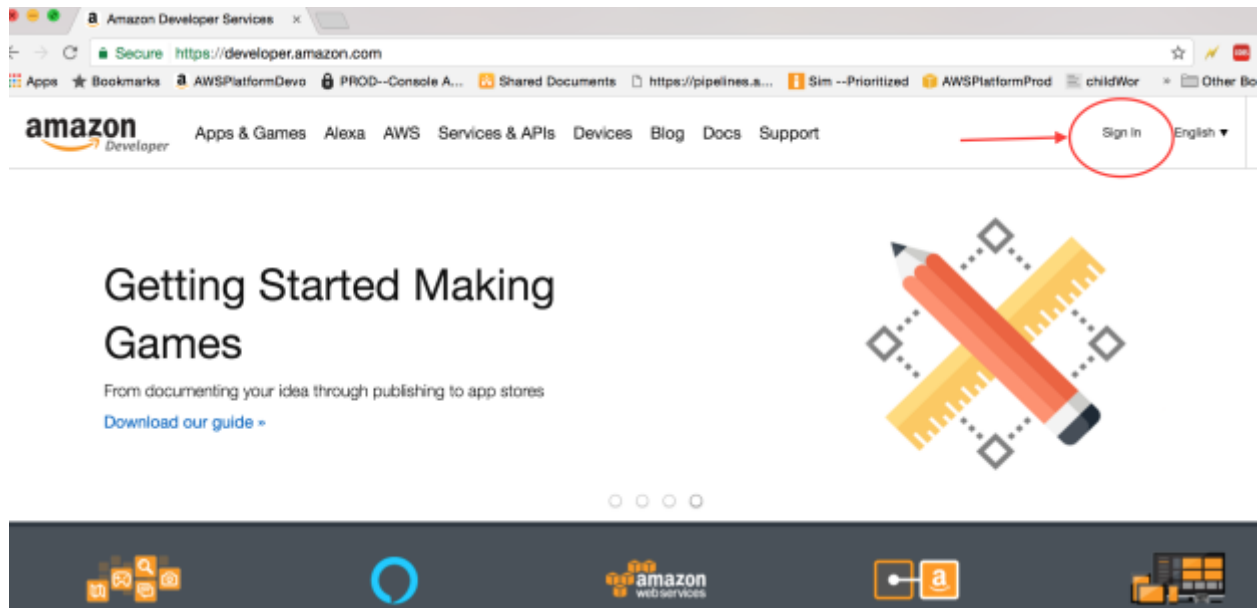 Amazon Developer Services
Secure https://developer.amazon.com
Apps Bookmarks AWSPlatformDevo PROD--Console A... Shared Documents https://pipelines.a... Sim --Prioritized AWSPlatformProd childWor » Other Bo
amazon Developer Apps & Games Alexa AWS Services & APIs Devices Blog Docs Support Sign In English ▼
Getting Started Making
Games
From documenting your idea through publishing to app stores
Download our guide »
amazon
webservices
a